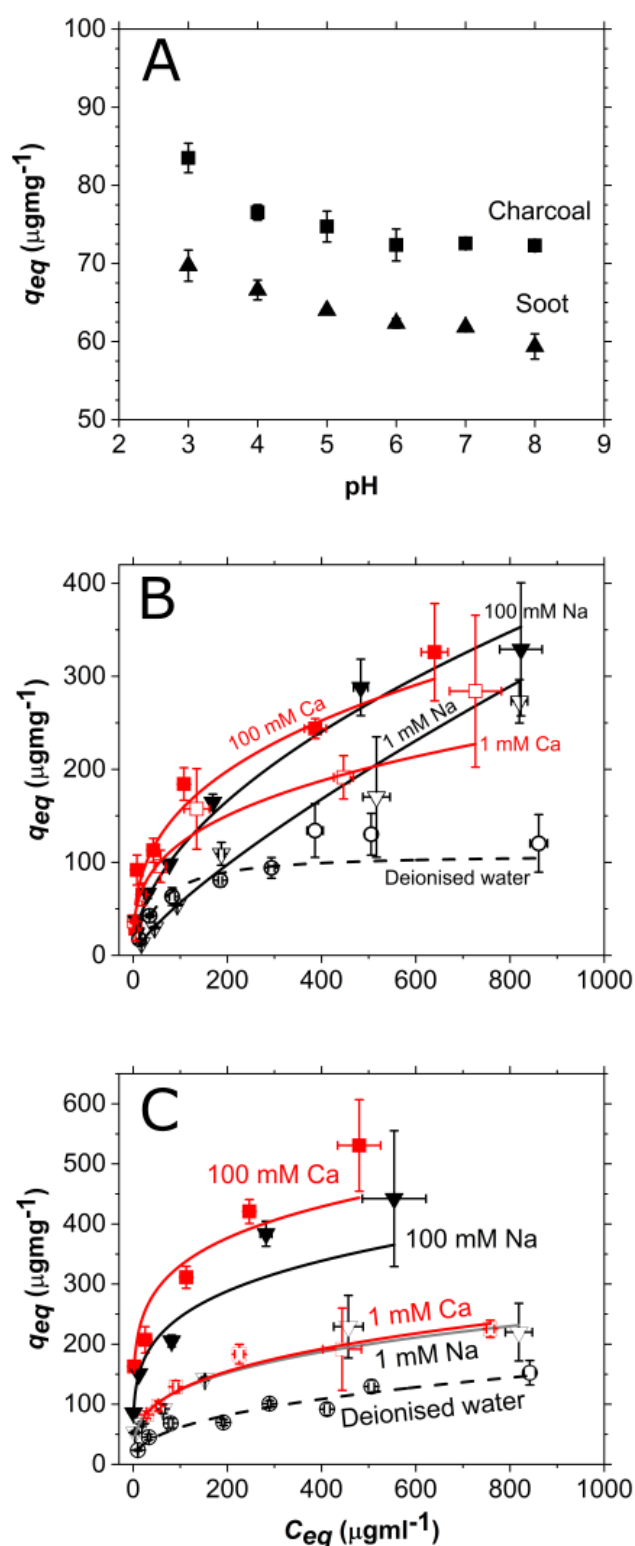 100
A
90
80
Charcoal
70
Soot
60
50
q_eq (μgmg⁻¹)
2 3 4 5 6 7 8 9
pH
400
B
100 mM Na
300
100 mM Ca
1 mM Na
1 mM Ca
200
100
Deionised water
0
q_eq (μgmg⁻¹)
0 200 400 600 800 1000
600
C
500
100 mM Ca
400
100 mM Na
300
1 mM Ca
200
1 mM Na
100
Deionised water
0
q_eq (μgmg⁻¹)
0 200 400 600 800 1000
C_eq (μgml⁻¹)